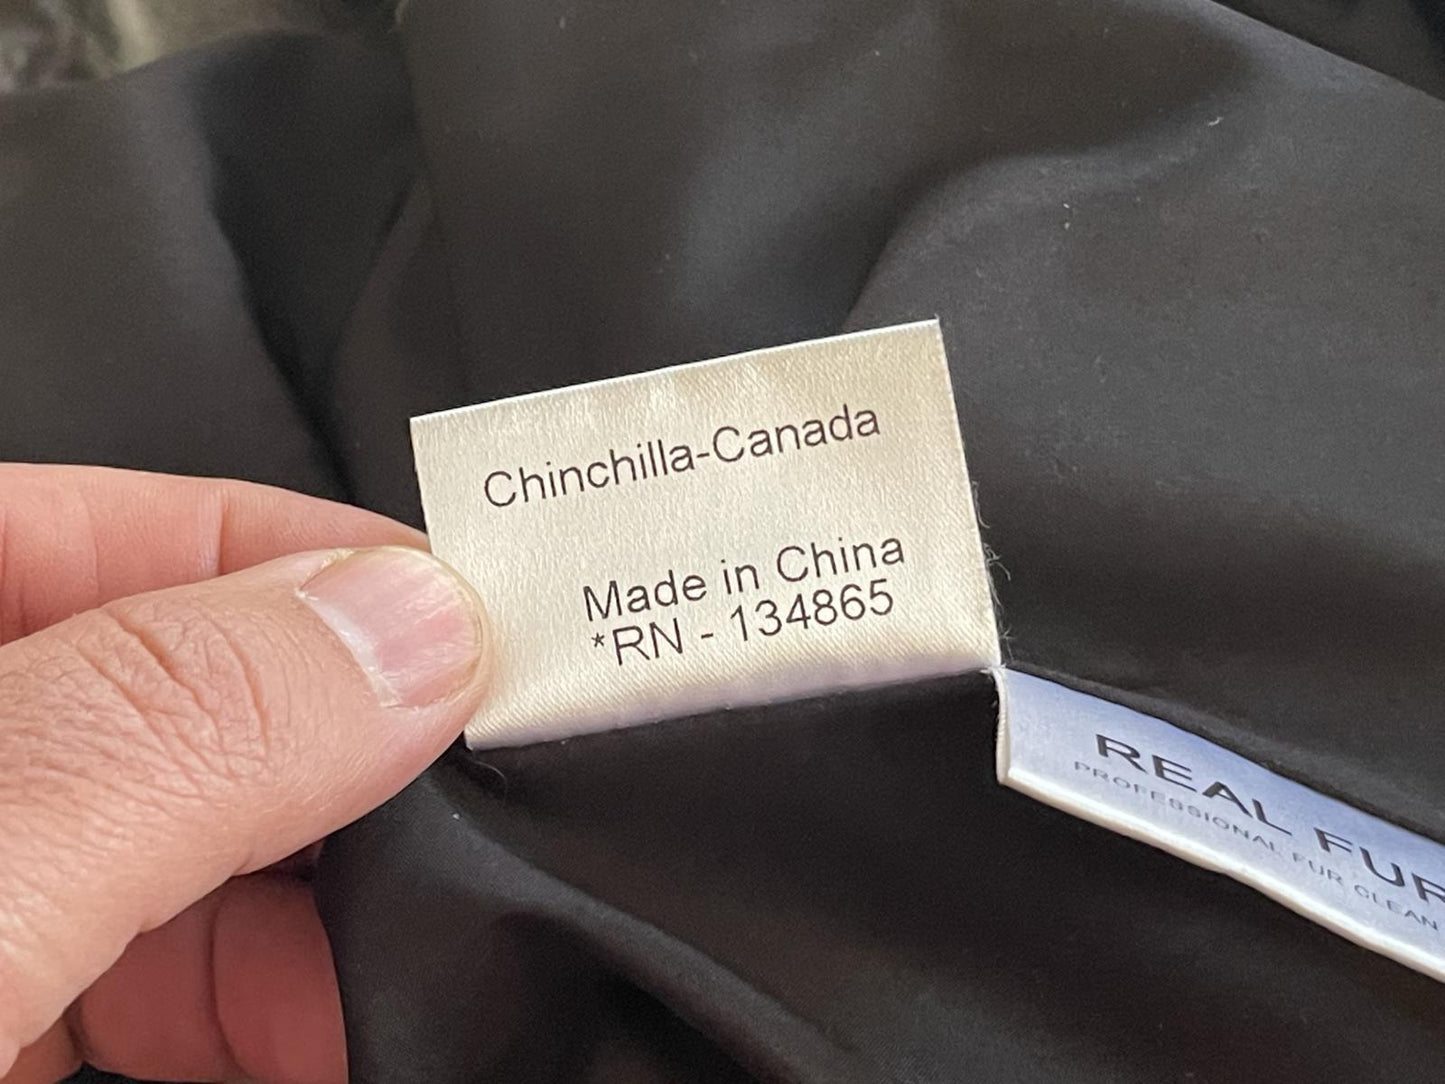 Chinchilla-Canada
Made in China
*RN - 134865
REAL FUR
PROFESSIONAL FUR CLEAN